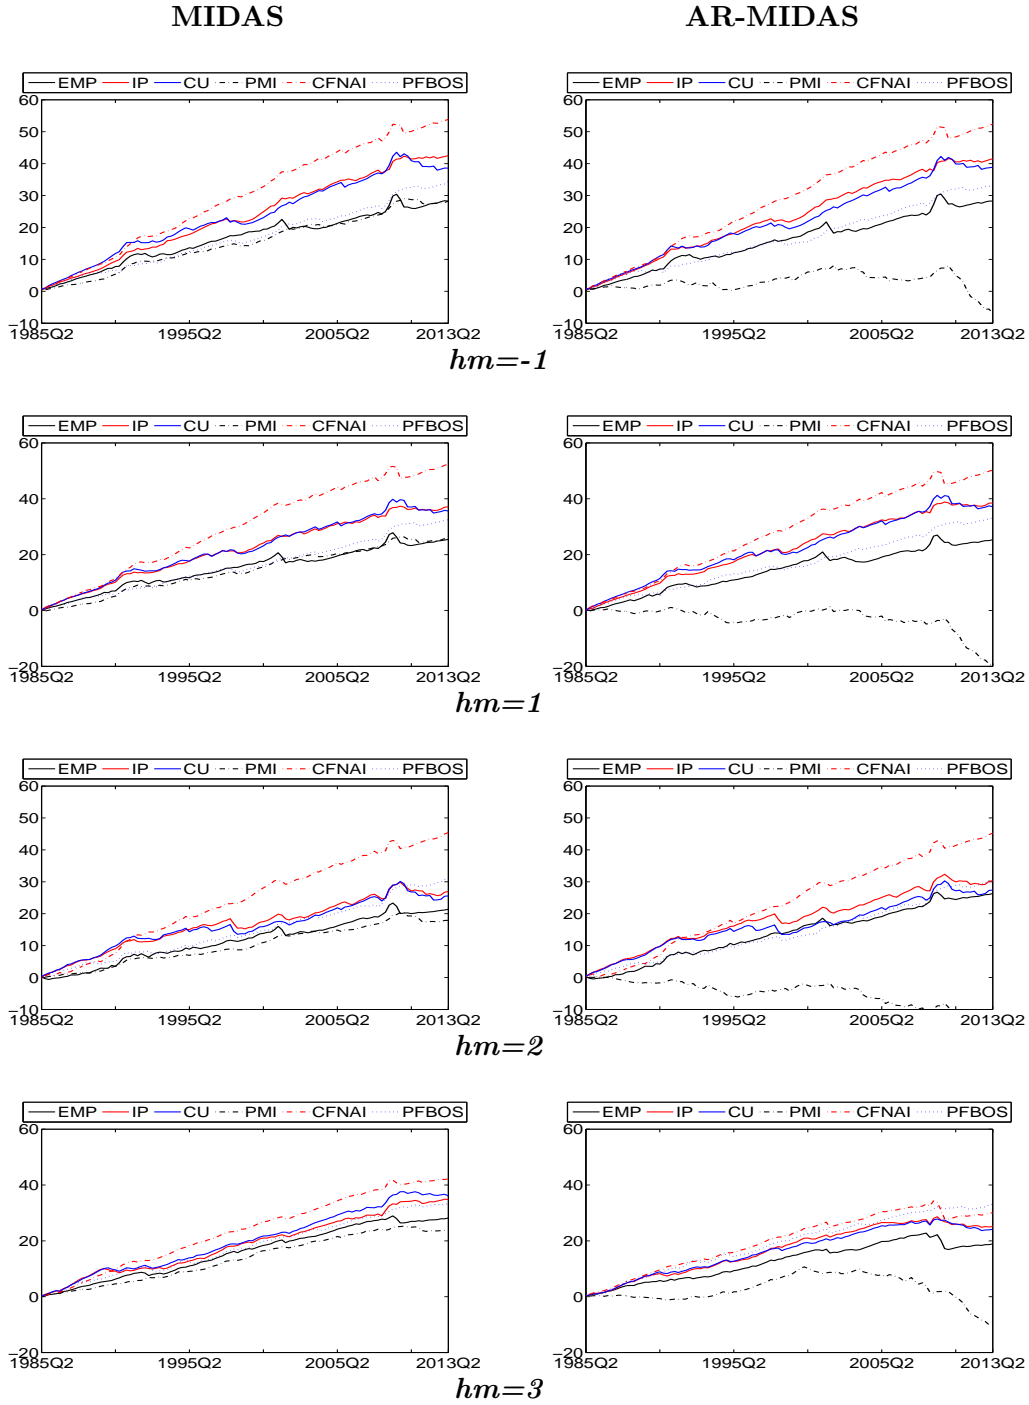 MIDAS AR-MIDAS
EMP IP CU PMI CFNAI PFBOS EMP IP CU PMI CFNAI PFBOS
60 60
50 50
40 40
30 30
20 20
10 10
0 0
−10 −10
1985Q2 1995Q2 2005Q2 2013Q2 1985Q2 1995Q2 2005Q2 2013Q2
hm=-1
EMP IP CU PMI CFNAI PFBOS EMP IP CU PMI CFNAI PFBOS
60 60
40 40
20 20
0 0
−20 −20
1985Q2 1995Q2 2005Q2 2013Q2 1985Q2 1995Q2 2005Q2 2013Q2
hm=1
EMP IP CU PMI CFNAI PFBOS EMP IP CU PMI CFNAI PFBOS
60 60
50 50
40 40
30 30
20 20
10 10
0 0
−10 −10
1985Q2 1995Q2 2005Q2 2013Q2 1985Q2 1995Q2 2005Q2 2013Q2
hm=2
EMP IP CU PMI CFNAI PFBOS EMP IP CU PMI CFNAI PFBOS
60 60
40 40
20 20
0 0
−20 −20
1985Q2 1995Q2 2005Q2 2013Q2 1985Q2 1995Q2 2005Q2 2013Q2
hm=3